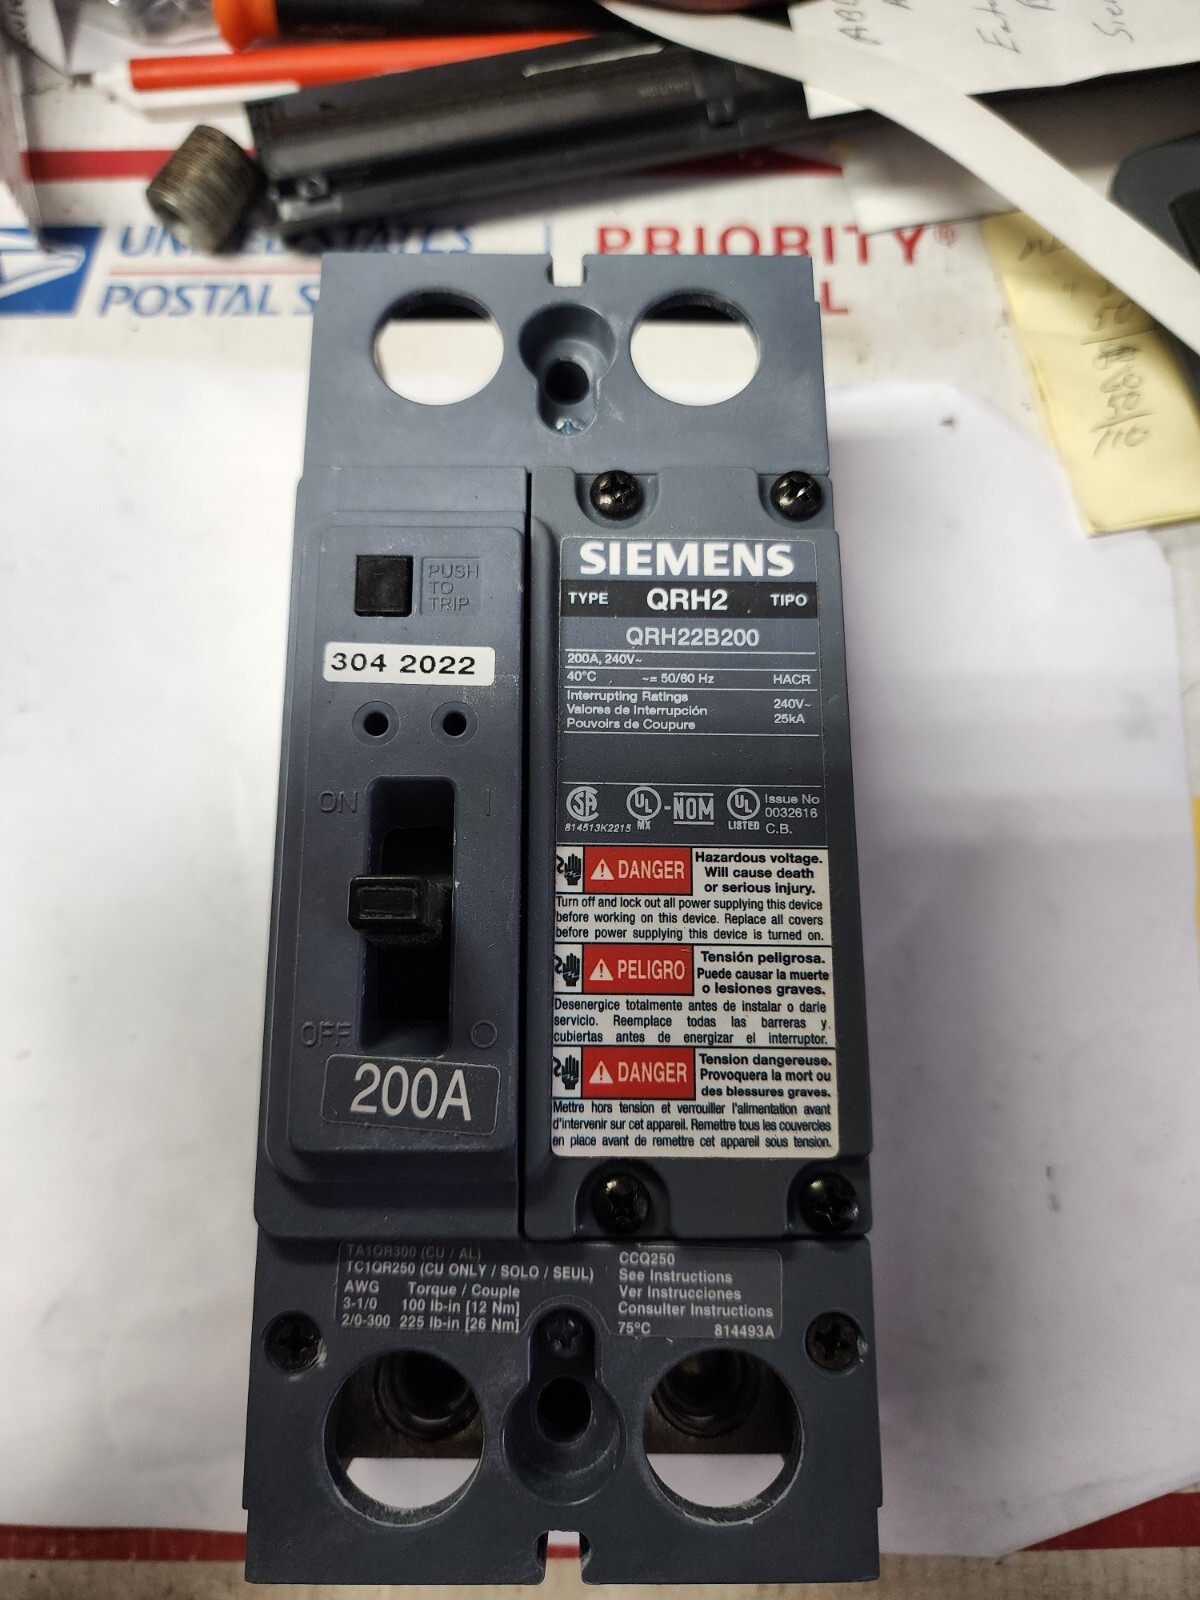 UNITED STATES
POSTAL S
PRIORITY®
L
PUSH
TO
TRIP
304 2022
ON I
OFF O
200A
SIEMENS
TYPE QRH2 TIPO
QRH22B200
200A, 240V~
40°C ~= 50/60 Hz HACR
Interrupting Ratings
Valores de Interrupción 240V~
Pouvoirs de Coupure 25kA
SA UL - NOM UL Issue No
0032616
814513K2215 MX LISTED C.B.
DANGER Hazardous voltage.
Will cause death
or serious injury.
Turn off and lock out all power supplying this device
before working on this device. Replace all covers
before power supplying this device is turned on.
PELIGRO Tensión peligrosa.
Puede causar la muerte
o lesiones graves.
Desenergice totalmente antes de instalar o darle
servicio. Reemplace todas las barreras y
cubiertas antes de energizar el interruptor.
DANGER Tension dangereuse.
Provoquera la mort ou
des blessures graves.
Mettre hors tension et verrouiller l'alimentation avant
d'intervenir sur cet appareil. Remettre tous les couvercles
en place avant de remettre cet appareil sous tension.
TA1QR300 (CU / AL)
TC1QR250 (CU ONLY / SOLO / SEUL)
AWG Torque / Couple
3-1/0 100 lb-in [12 Nm]
2/0-300 225 lb-in [26 Nm]
CCQ250
See Instructions
Ver Instrucciones
Consulter Instructions
75°C 814493A